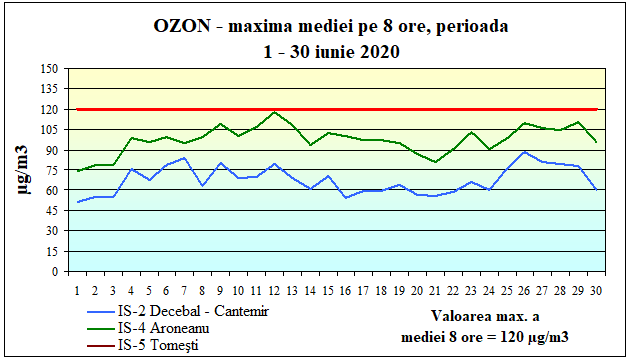 OZON - maxima mediei pe 8 ore, perioada
1 - 30 iunie 2020
150
135
120
105
90
75
60
45
30
15
0
µg/m3
1 2 3 4 5 6 7 8 9 10 11 12 13 14 15 16 17 18 19 20 21 22 23 24 25 26 27 28 29 30
IS-2 Decebal - Cantemir
IS-4 Aroneanu
IS-5 Tomeşti
Valoarea max. a
mediei 8 ore = 120 µg/m3